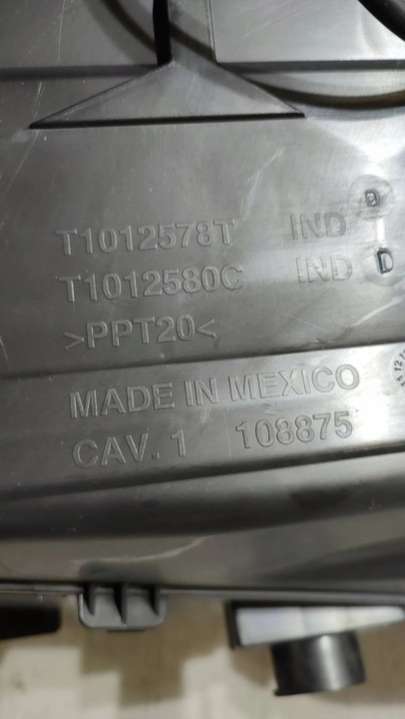 T1012578T IND D
T1012580C IND D
>PPT20<
MADE IN MEXICO
CAV. 1 108875